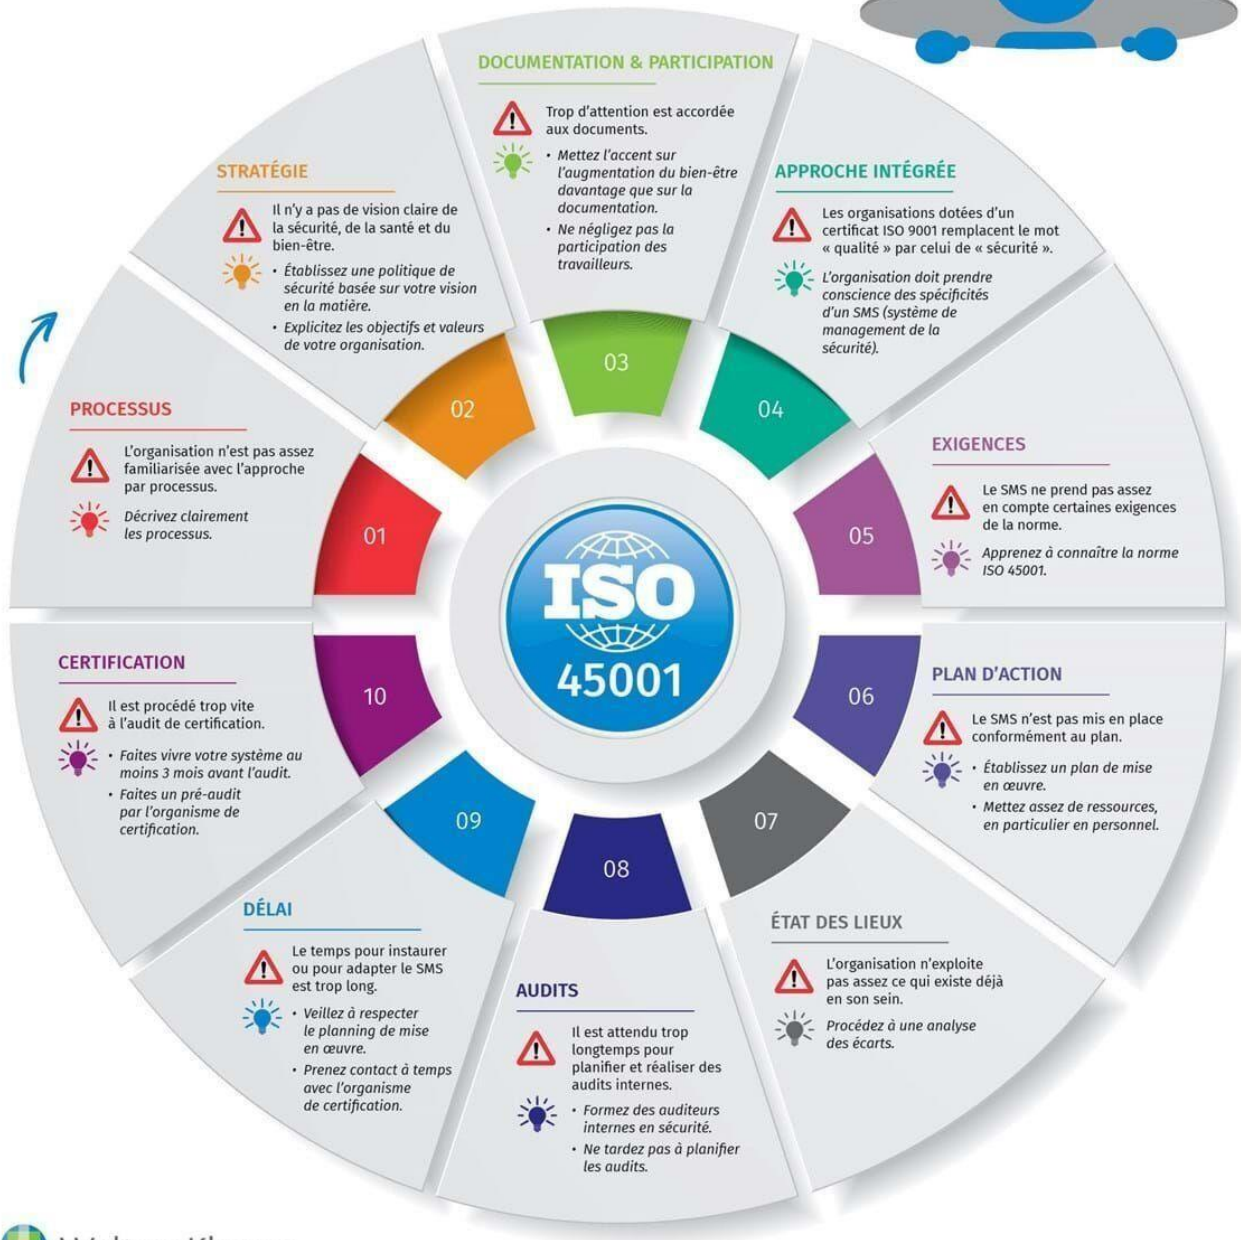 DOCUMENTATION & PARTICIPATION
Trop d'attention est accordée
aux documents.
• Mettez l'accent sur
l'augmentation du bien-être
davantage que sur la
documentation.
• Ne négligez pas la
participation des
travailleurs.
STRATÉGIE
Il n'y a pas de vision claire de
la sécurité, de la santé et du
bien-être.
• Établissez une politique de
sécurité basée sur votre vision
en la matière.
• Explicitez les objectifs et valeurs
de votre organisation.
APPROCHE INTÉGRÉE
Les organisations dotées d'un
certificat ISO 9001 remplacent le mot
« qualité » par celui de « sécurité ».
L'organisation doit prendre
conscience des spécificités
d'un SMS (système de
management de la
sécurité).
03
02
04
PROCESSUS
L'organisation n'est pas assez
familiarisée avec l'approche
par processus.
Décrivez clairement
les processus.
01
05
EXIGENCES
Le SMS ne prend pas assez
en compte certaines exigences
de la norme.
Apprenez à connaître la norme
ISO 45001.
ISO
45001
CERTIFICATION
Il est procédé trop vite
à l'audit de certification.
• Faites vivre votre système au
moins 3 mois avant l'audit.
• Faites un pré-audit
par l'organisme de
certification.
10
06
PLAN D'ACTION
Le SMS n'est pas mis en place
conformément au plan.
• Établissez un plan de mise
en œuvre.
• Mettez assez de ressources,
en particulier en personnel.
09
07
08
DÉLAI
Le temps pour instaurer
ou pour adapter le SMS
est trop long.
• Veillez à respecter
le planning de mise
en œuvre.
• Prenez contact à temps
avec l'organisme
de certification.
AUDITS
Il est attendu trop
longtemps pour
planifier et réaliser des
audits internes.
• Formez des auditeurs
internes en sécurité.
• Ne tardez pas à planifier
les audits.
ÉTAT DES LIEUX
L'organisation n'exploite
pas assez ce qui existe déjà
en son sein.
Procédez à une analyse
des écarts.